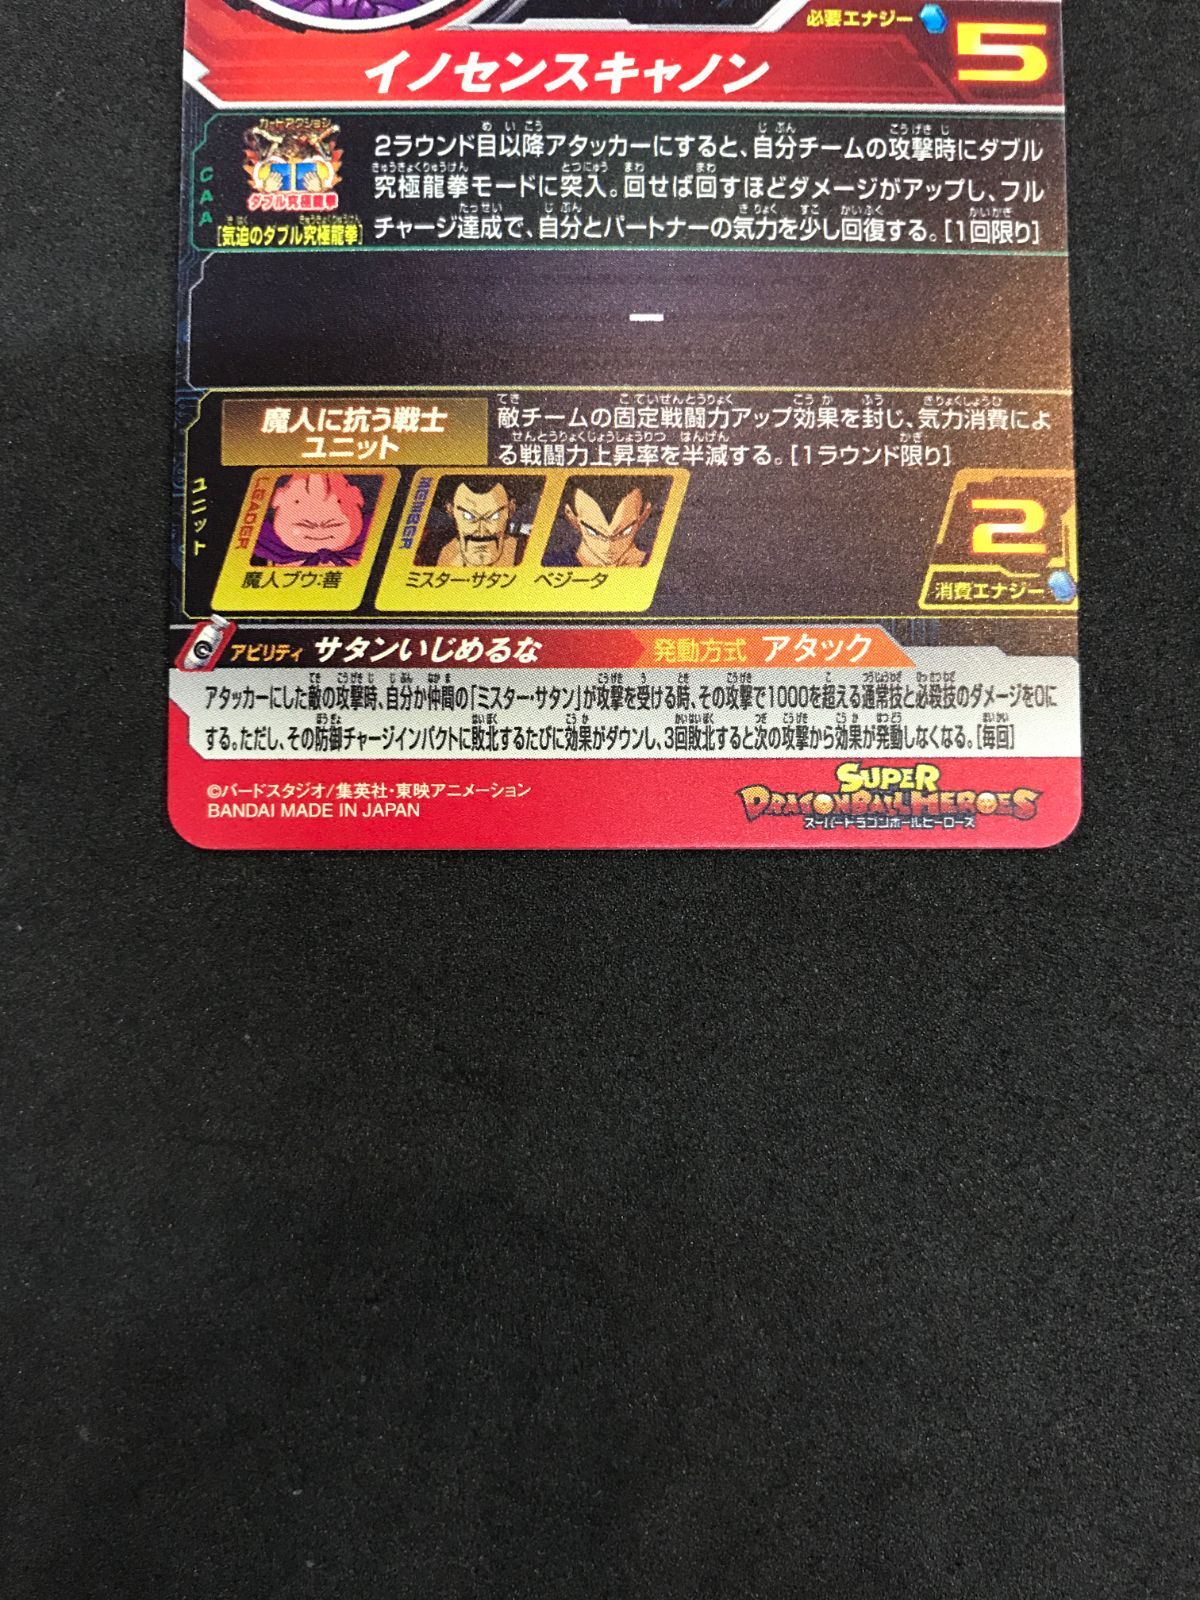 必要エナジー 5
イノセンスキャノン
CAA
カードアクション
ダブル究極龍拳
[気迫のダブル究極龍拳]
2ラウンド目以降アタッカーにすると、自分チームの攻撃時にダブル
究極龍拳モードに突入。回せば回すほどダメージがアップし、フル
チャージ達成で、自分とパートナーの気力を少し回復する。[1回限り]
ー
ユニット
魔人に抗う戦士
ユニット
敵チームの固定戦闘力アップ効果を封じ、気力消費によ
る戦闘力上昇率を半減する。[1ラウンド限り]
LEADER
魔人ブウ:善
MEMBER
ミスター・サタン
ベジータ
2
消費エナジー
アビリティ サタンいじめるな
発動方式 アタック
アタッカーにした敵の攻撃時、自分か仲間の「ミスター・サタン」が攻撃を受ける時、その攻撃で1000を超える通常技と必殺技のダメージを0に
する。ただし、その防御チャージインパクトに敗北するたびに効果がダウンし、3回敗北すると次の攻撃から効果が発動しなくなる。[毎回]
©バードスタジオ/集英社・東映アニメーション
BANDAI MADE IN JAPAN
SUPER
DRAGONBALL HEROES
スーパードラゴンボールヒーローズ